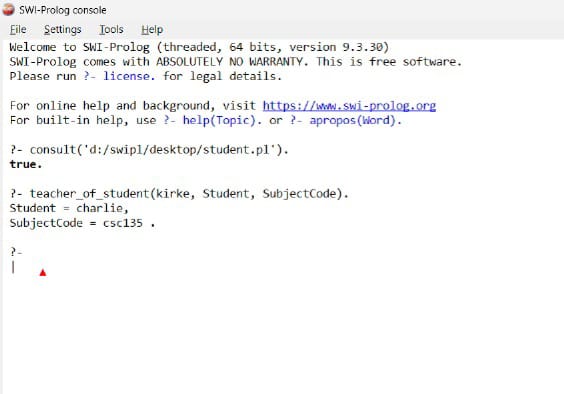 SWI-Prolog console
File Settings Tools Help
Welcome to SWI-Prolog (threaded, 64 bits, version 9.3.30)
SWI-Prolog comes with ABSOLUTELY NO WARRANTY. This is free software.
Please run ?- license. for legal details.
For online help and background, visit https://www.swi-prolog.org
For built-in help, use ?- help(Topic). or ?- apropos(Word).
?- consult('d:/swipl/desktop/student.pl').
true.
?- teacher_of_student(kirke, Student, SubjectCode).
Student = charlie,
SubjectCode = csc135 .
?-